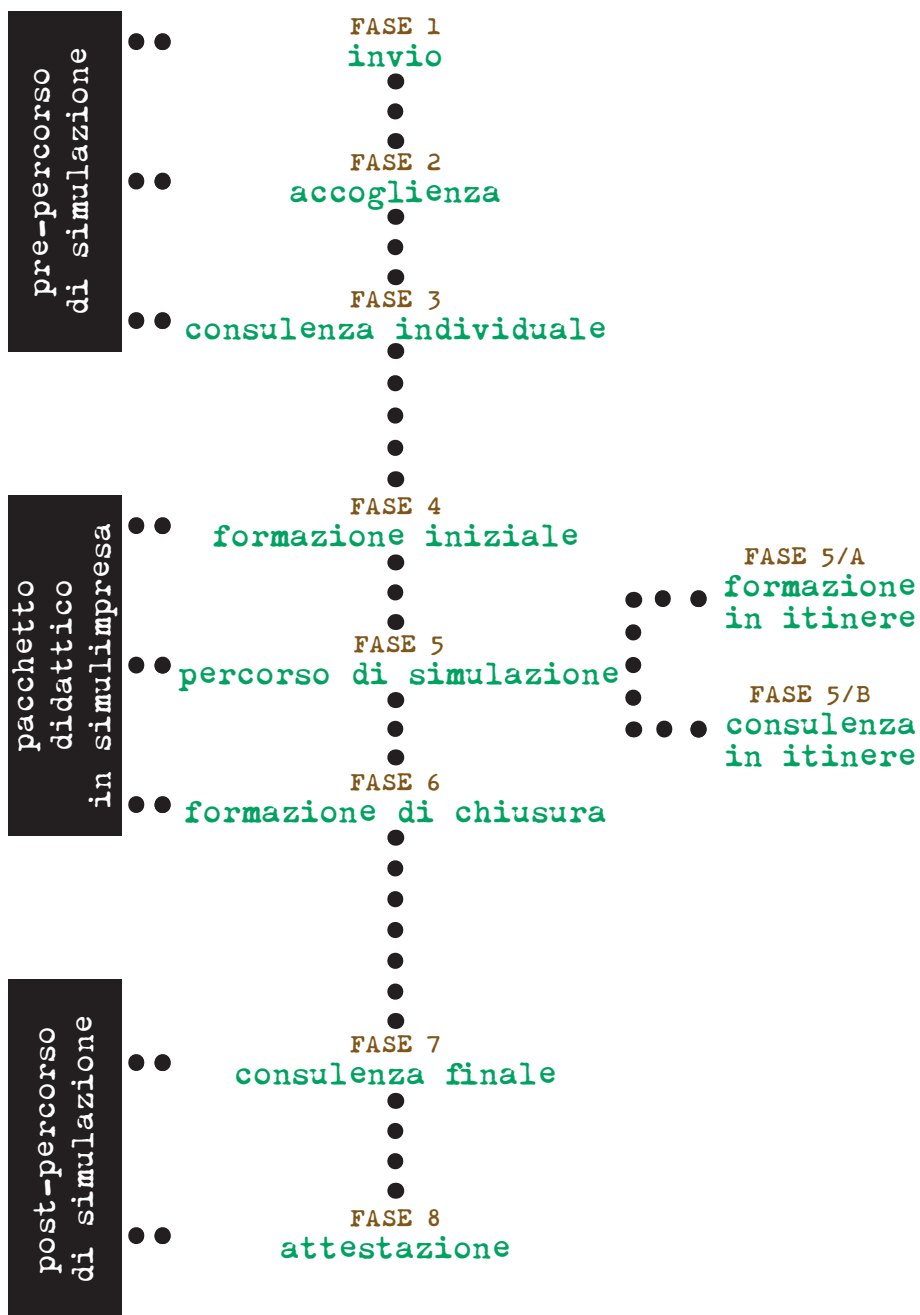 pre-percorso
di simulazione
FASE 1
invio
FASE 2
accoglienza
FASE 3
consulenza individuale
pacchetto
didattico
in simulimpresa
FASE 4
formazione iniziale
FASE 5
percorso di simulazione
FASE 5/A
formazione
in itinere
FASE 5/B
consulenza
in itinere
FASE 6
formazione di chiusura
post-percorso
di simulazione
FASE 7
consulenza finale
FASE 8
attestazione